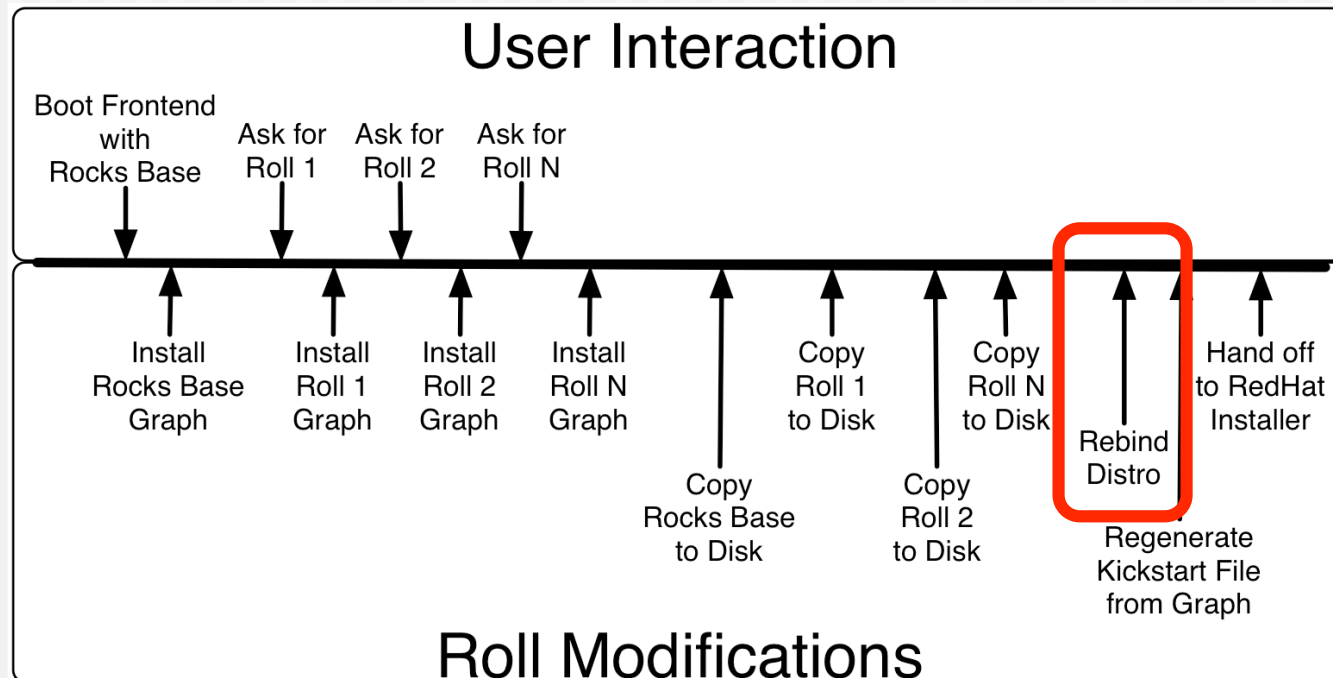 User Interaction
Boot Frontend
with
Rocks Base
Ask for
Roll 1
Ask for
Roll 2
Ask for
Roll N
Install
Rocks Base
Graph
Install
Roll 1
Graph
Install
Roll 2
Graph
Install
Roll N
Graph
Copy
Rocks Base
to Disk
Copy
Roll 1
to Disk
Copy
Roll 2
to Disk
Copy
Roll N
to Disk
Rebind
Distro
Regenerate
Kickstart File
from Graph
Hand off
to RedHat
Installer
Roll Modifications